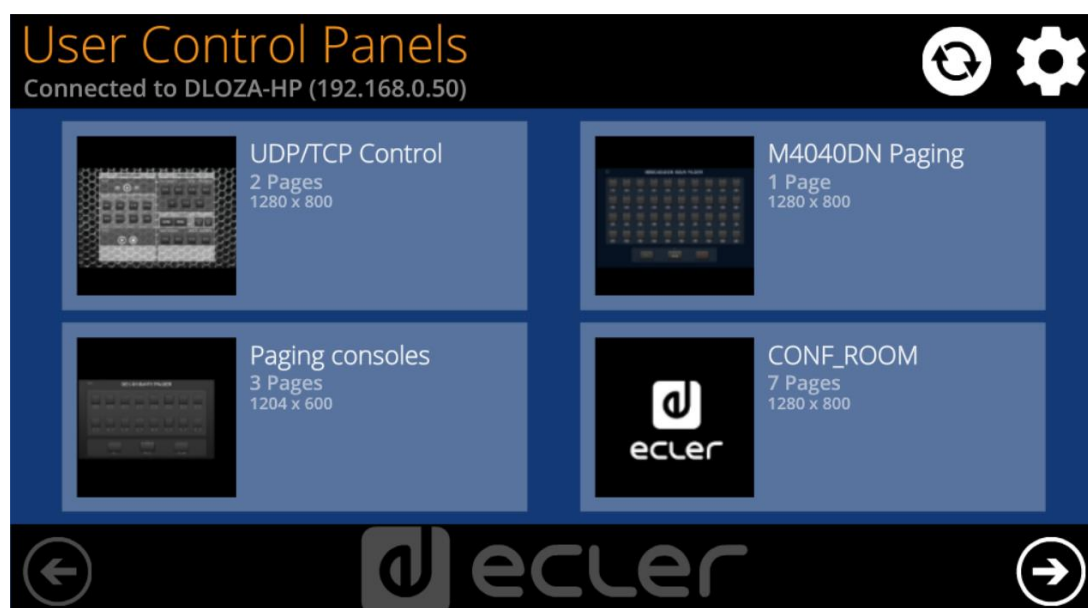 User Control Panels
Connected to DLOZA-HP (192.168.0.50)
UDP/TCP Control
2 Pages
1280 x 800
M4040DN Paging
1 Page
1280 x 800
Paging consoles
3 Pages
1204 x 600
ecler
CONF_ROOM
7 Pages
1280 x 800
ecler